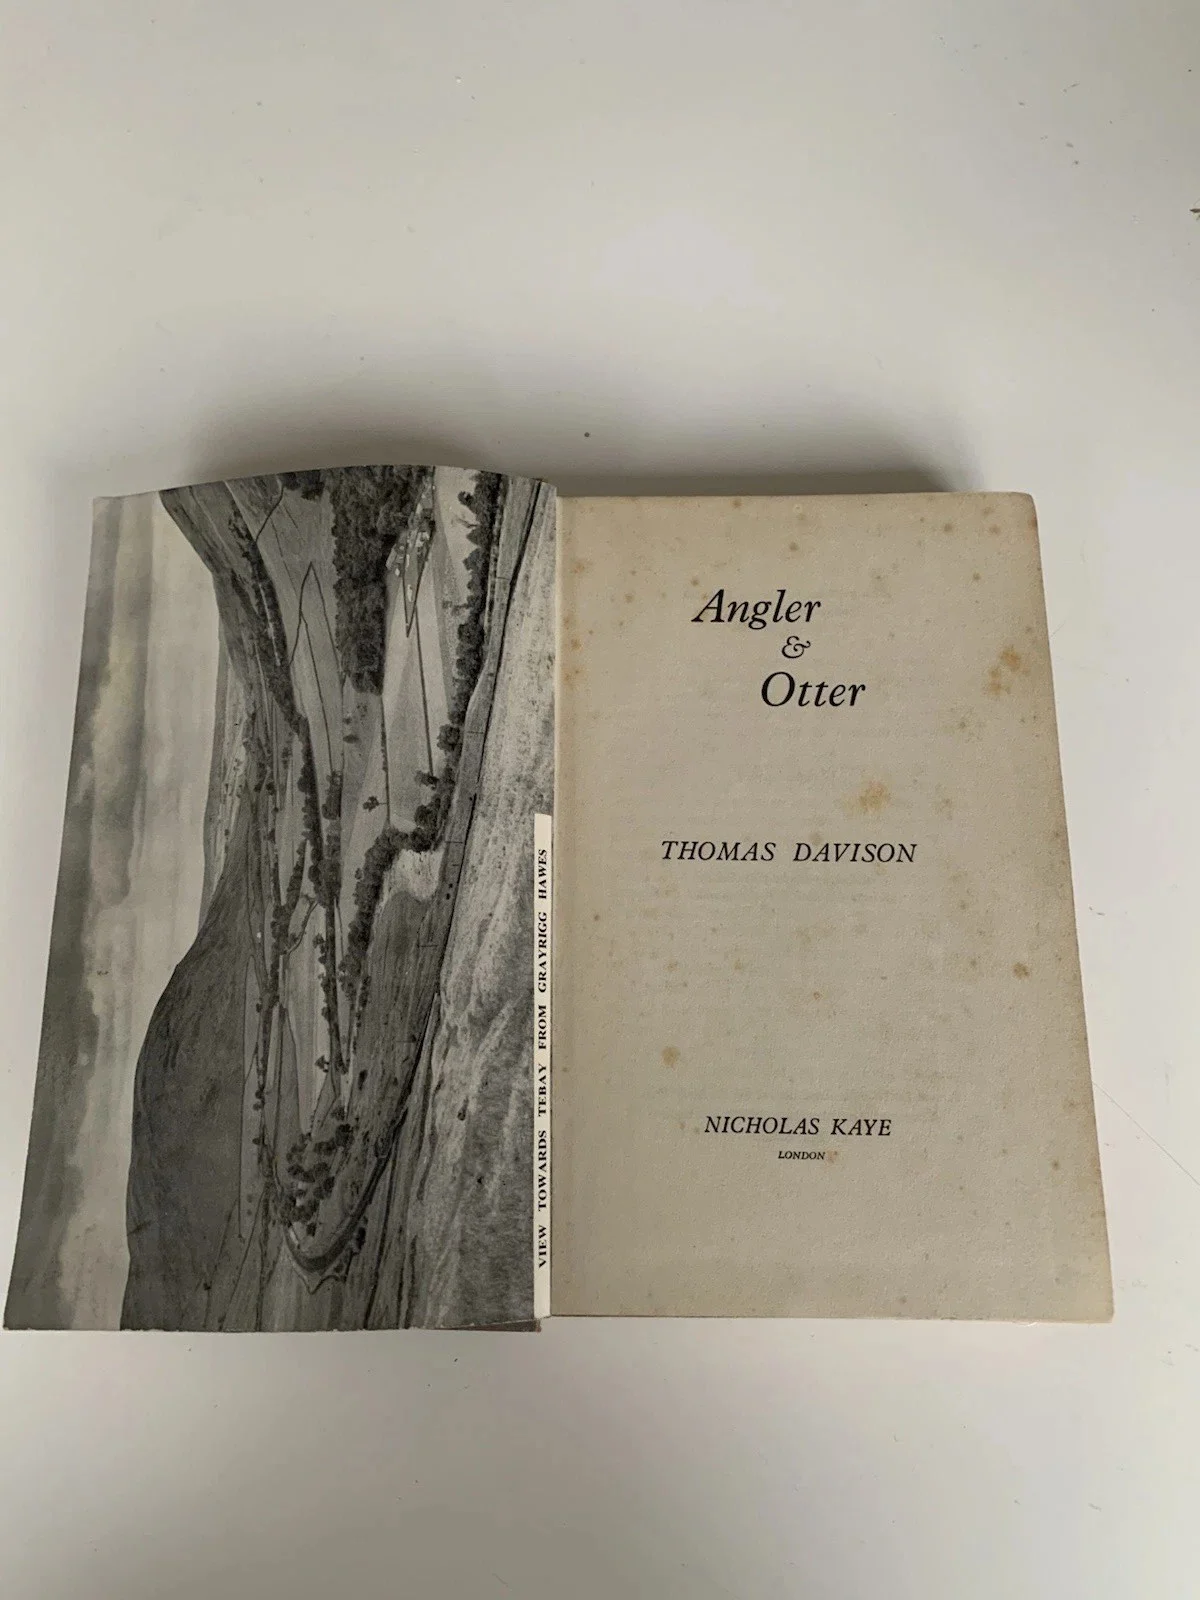 VIEW TOWARDS TEBAY FROM GRAYRIGG HAWES
Angler
&
Otter
THOMAS DAVISON
NICHOLAS KAYE
LONDON